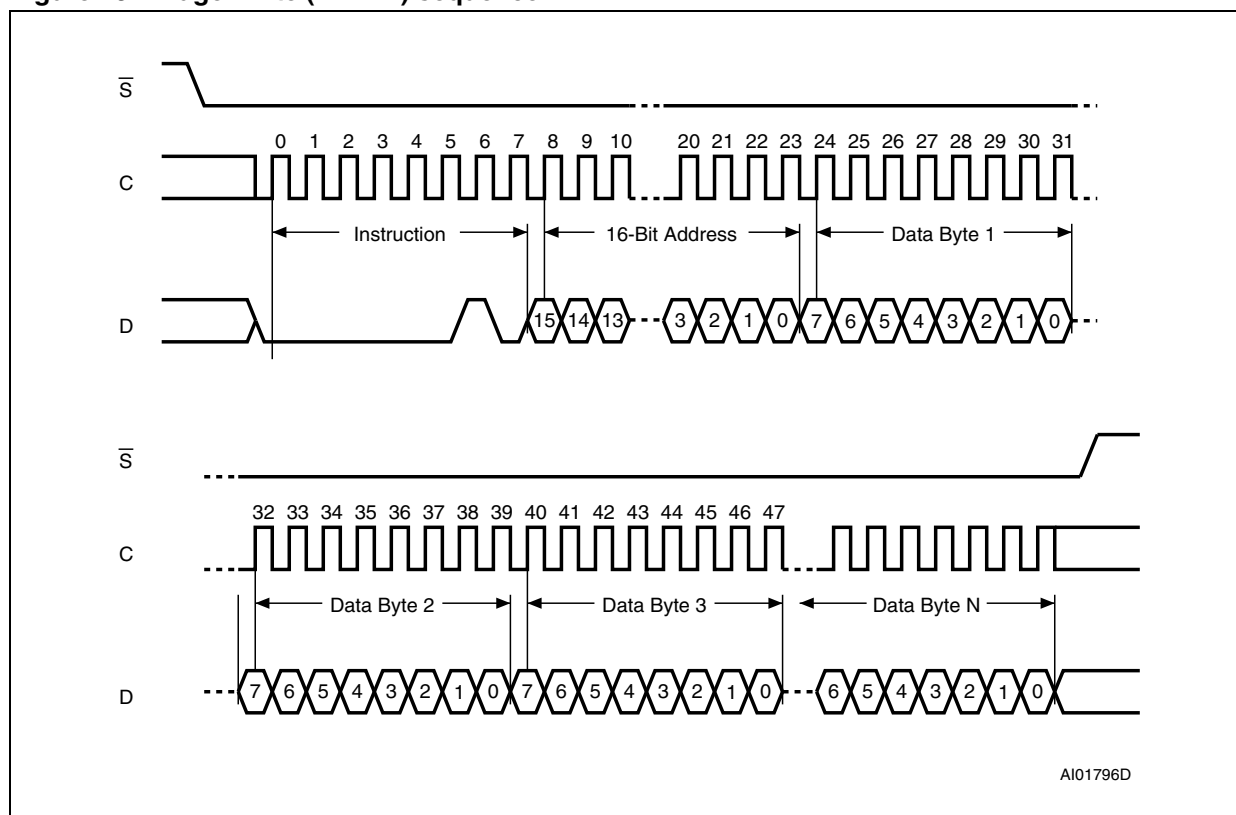 S
0 1 2 3 4 5 6 7 8 9 10 20 21 22 23 24 25 26 27 28 29 30 31
C
Instruction 16-Bit Address Data Byte 1
D 15 14 13 3 2 1 0 7 6 5 4 3 2 1 0
S
32 33 34 35 36 37 38 39 40 41 42 43 44 45 46 47
C
Data Byte 2 Data Byte 3 Data Byte N
D 7 6 5 4 3 2 1 0 7 6 5 4 3 2 1 0 6 5 4 3 2 1 0
AI01796D